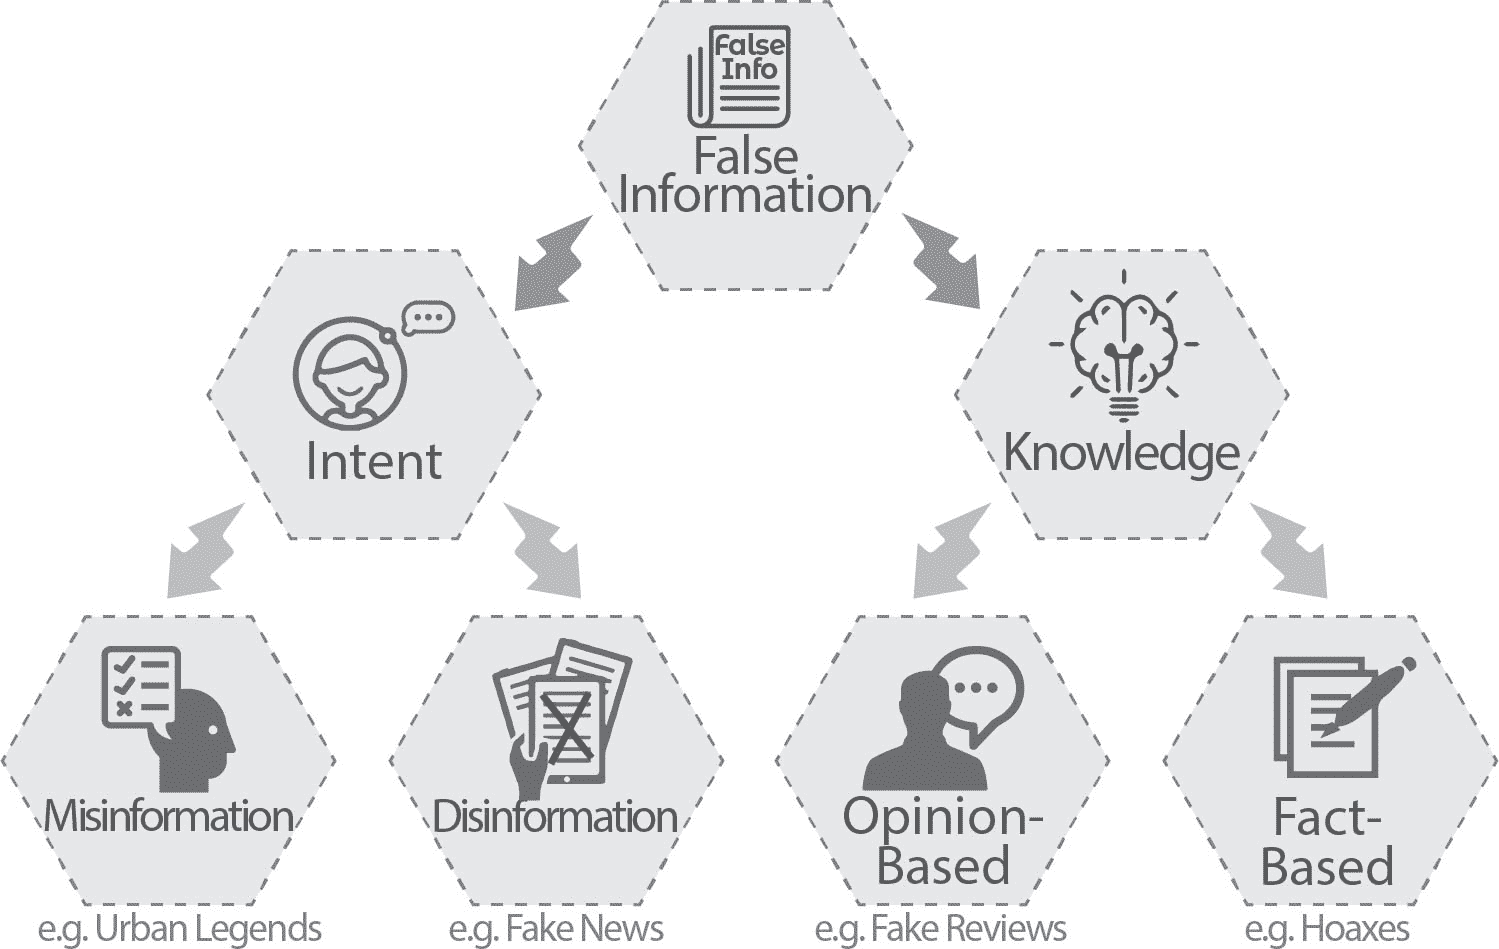 False
Info
False
Information
Intent
Knowledge
Misinformation
Disinformation
Opinion-
Based
Fact-
Based
e.g. Urban Legends
e.g. Fake News
e.g. Fake Reviews
e.g. Hoaxes